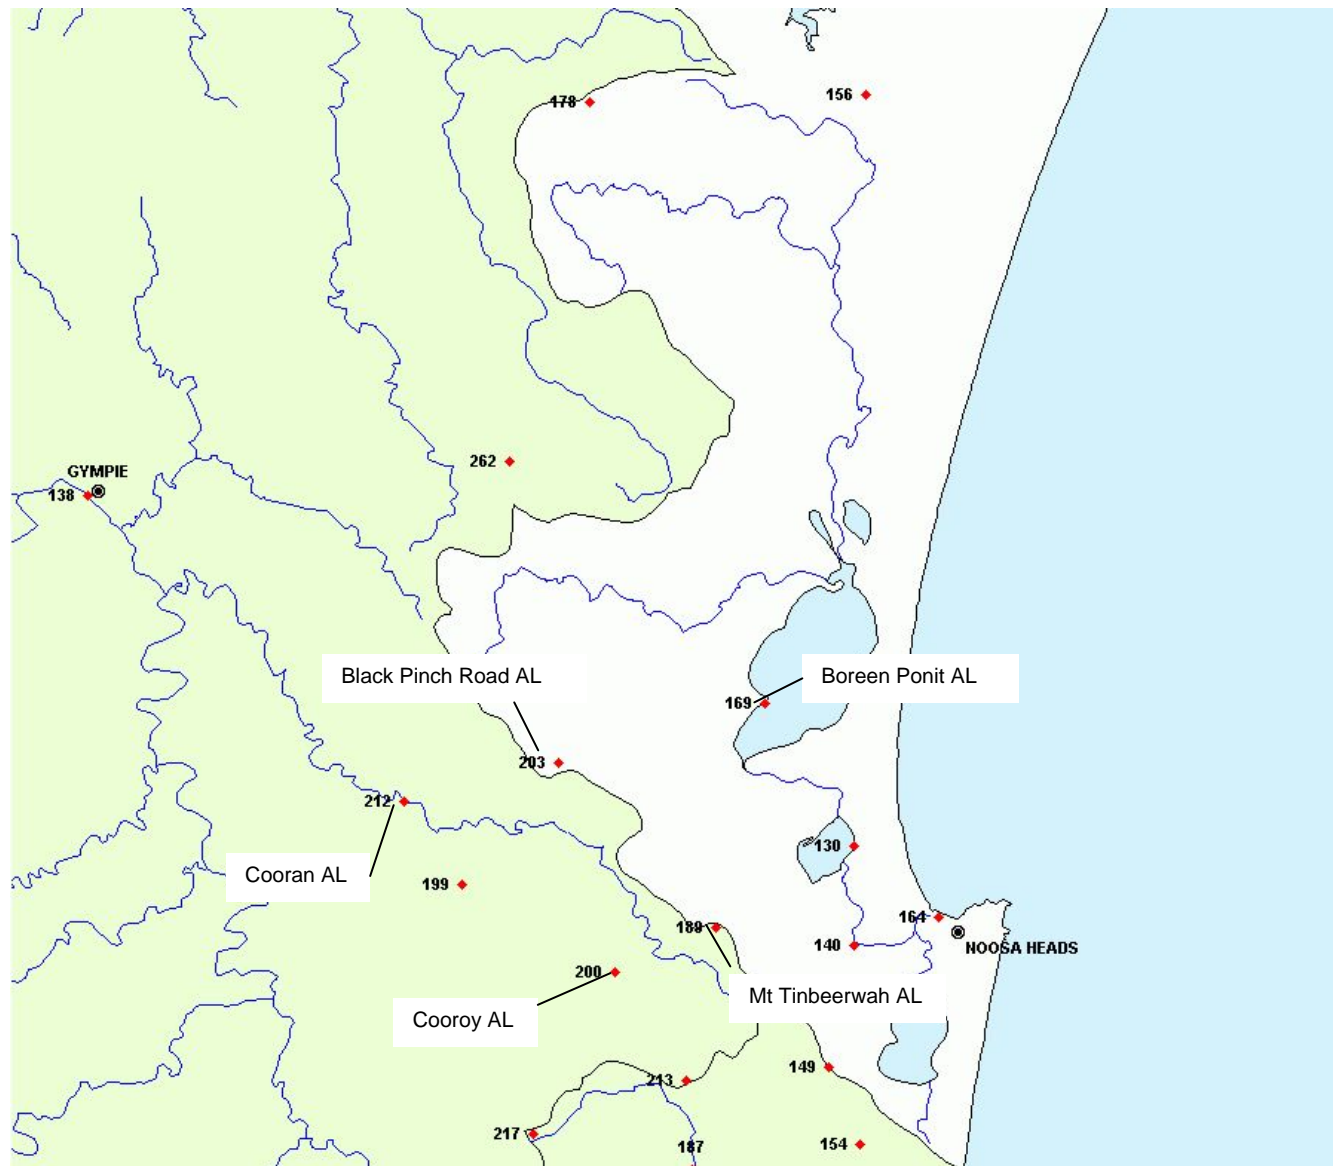 178
156
262
GYMPIE
138
Black Pinch Road AL
Boreen Ponit AL
169
203
212
130
Cooran AL
199
164
189
140
NOOSA HEADS
200
Mt Tinbeerwah AL
Cooroy AL
149
213
217
187
154